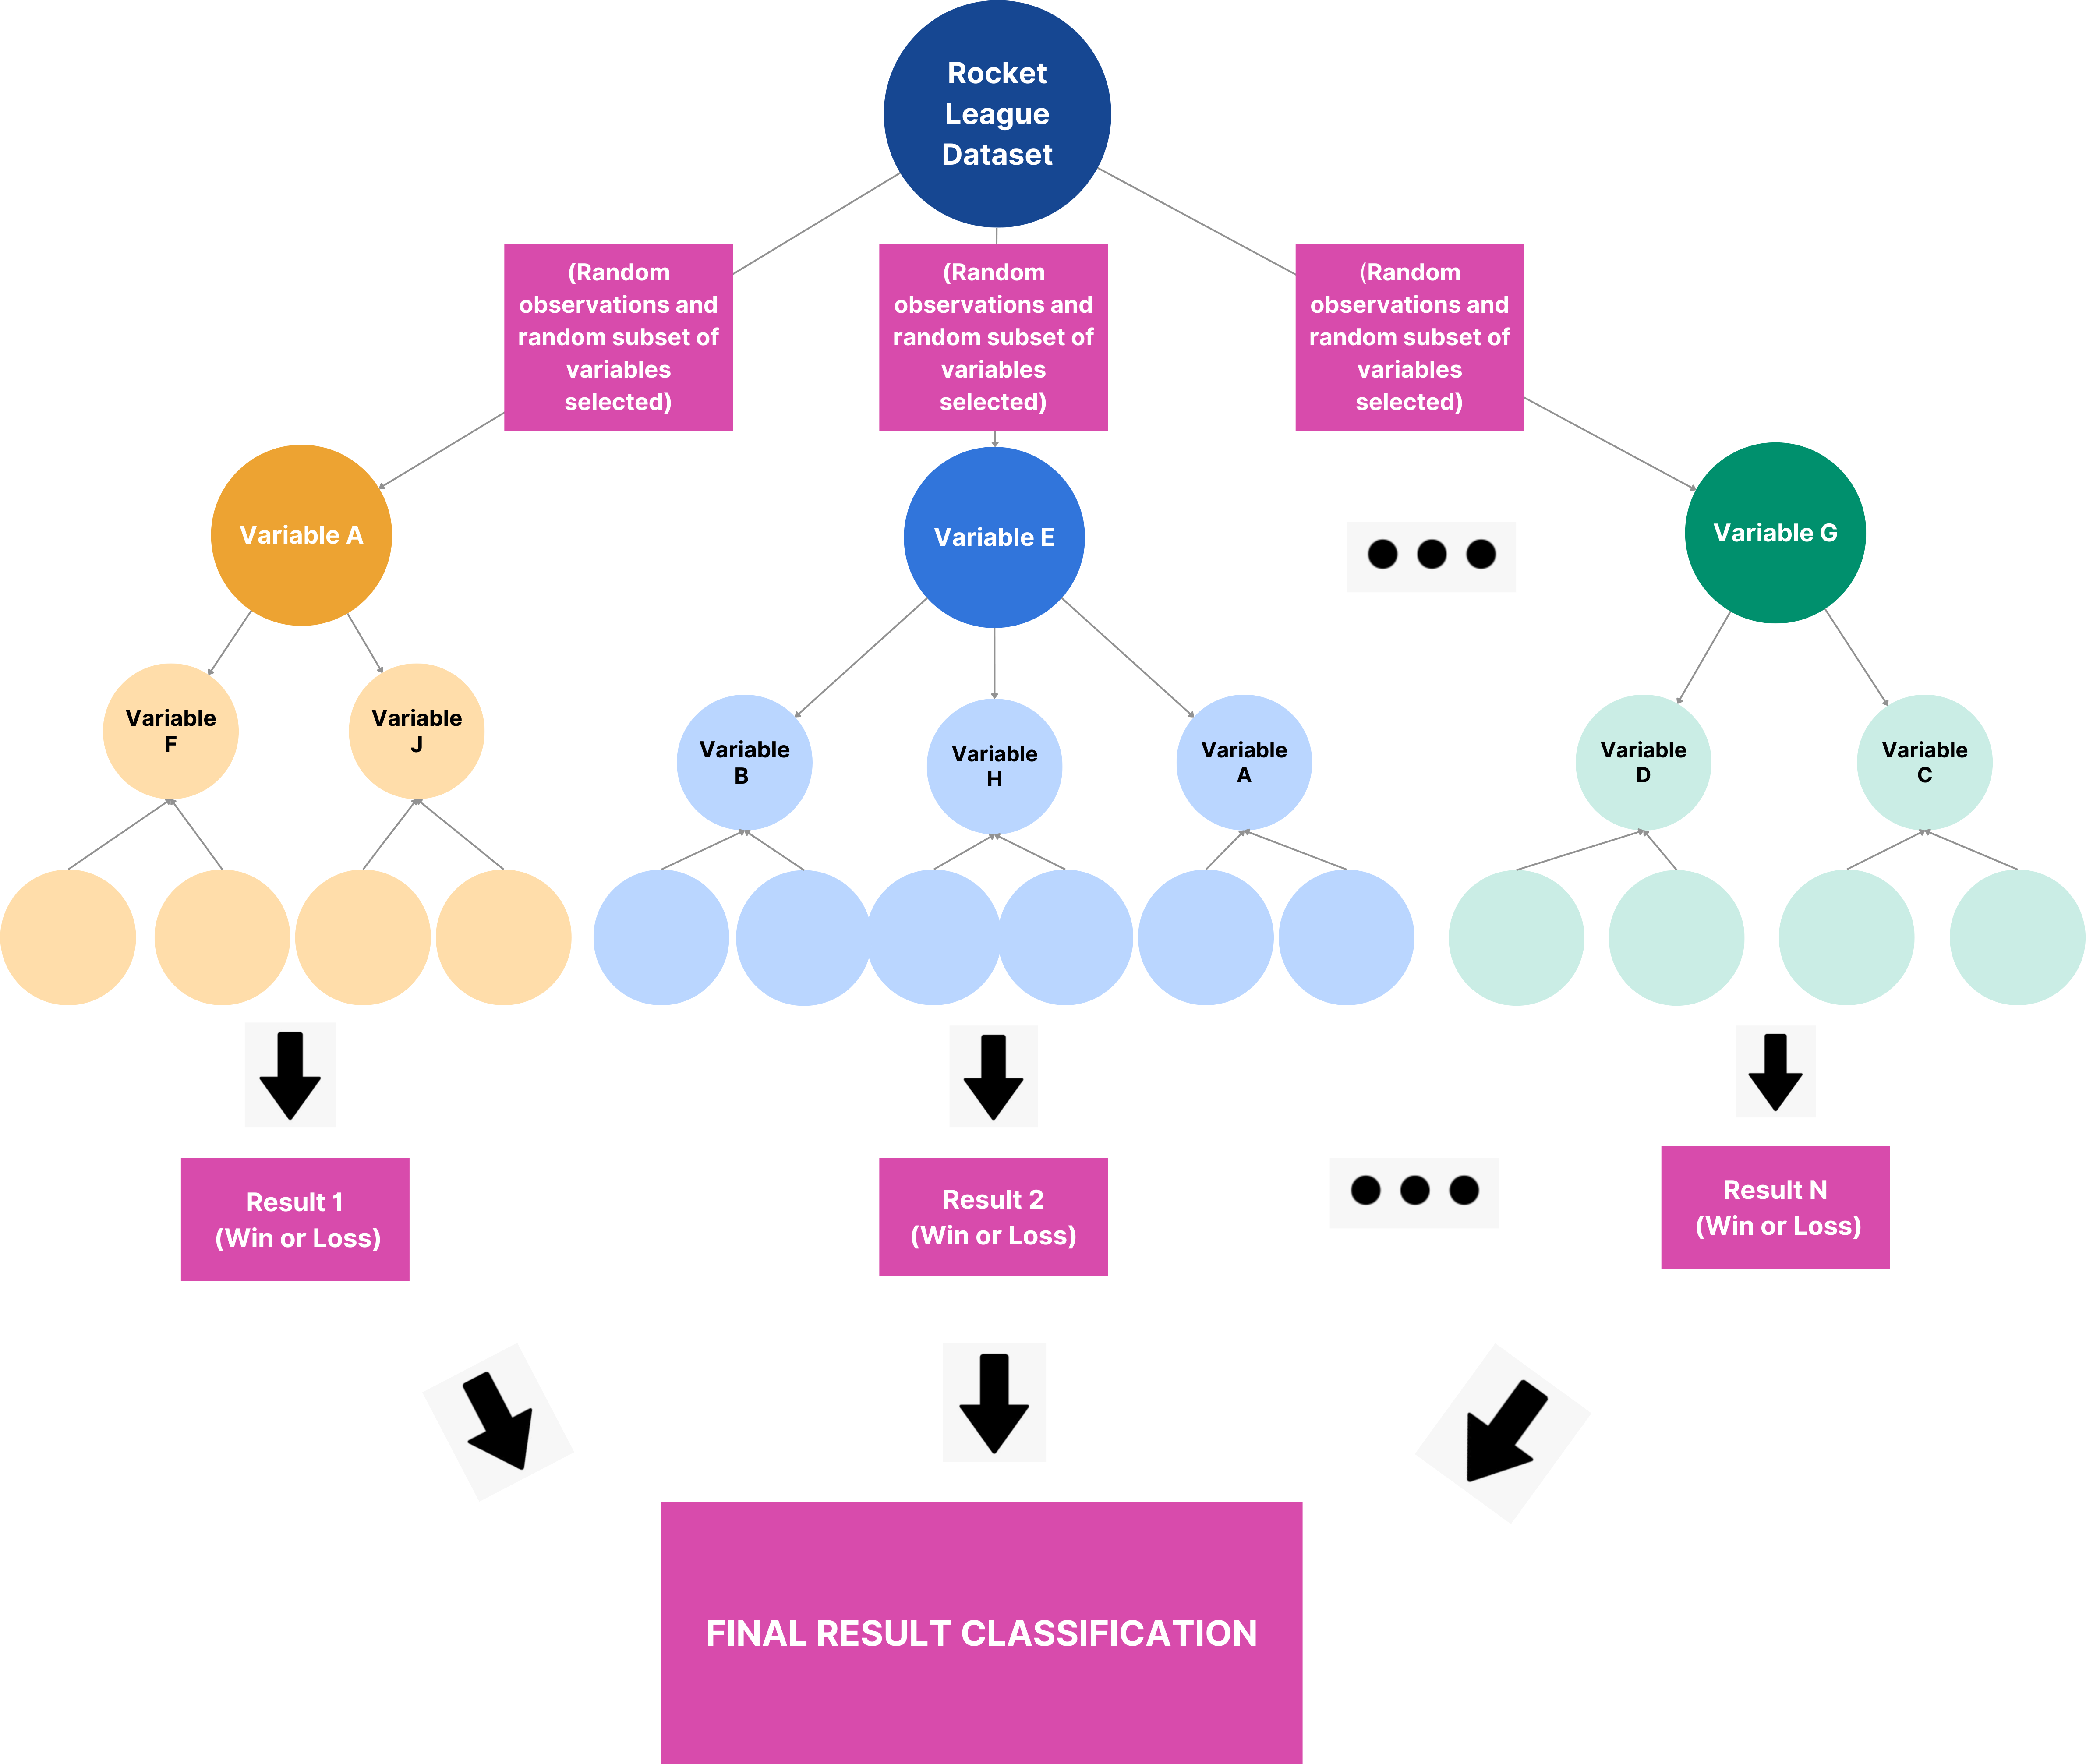 Rocket
League
Dataset
(Random
observations and
random subset of
variables
selected)
(Random
observations and
random subset of
variables
selected)
(Random
observations and
random subset of
variables
selected)
Variable A
Variable E
Variable G
Variable
F
Variable
J
Variable
B
Variable
H
Variable
A
Variable
D
Variable
C
Result 1
(Win or Loss)
Result 2
(Win or Loss)
Result N
(Win or Loss)
FINAL RESULT CLASSIFICATION